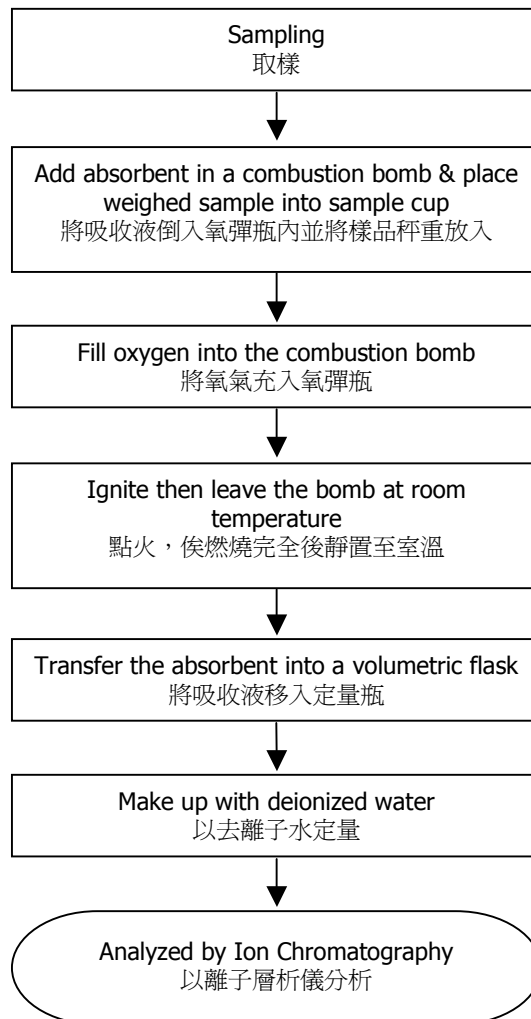 Sampling
取樣
Add absorbent in a combustion bomb & place
weighed sample into sample cup
將吸收液倒入氧彈瓶內並將樣品秤重放入
Fill oxygen into the combustion bomb
將氧氣充入氧彈瓶
Ignite then leave the bomb at room
temperature
點火，俟燃燒完全後靜置至室溫
Transfer the absorbent into a volumetric flask
將吸收液移入定量瓶
Make up with deionized water
以去離子水定量
Analyzed by Ion Chromatography
以離子層析儀分析